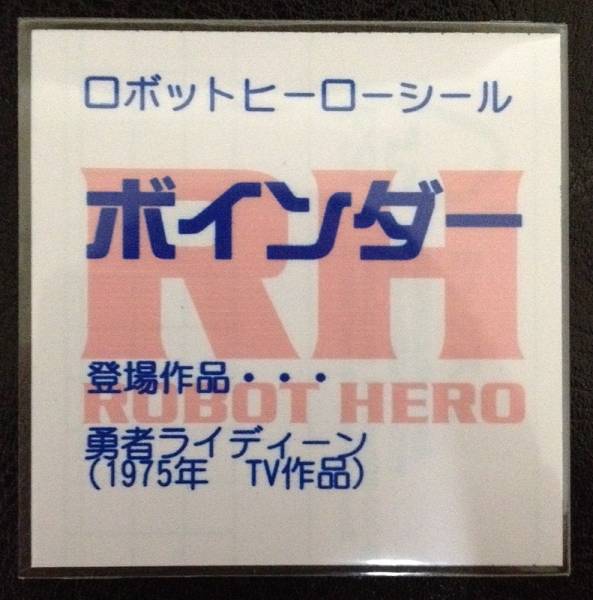 ロボットヒーローシール
RH
ボインダー
登場作品・・・
ROBOT HERO
勇者ライディーン
(1975年　TV作品)